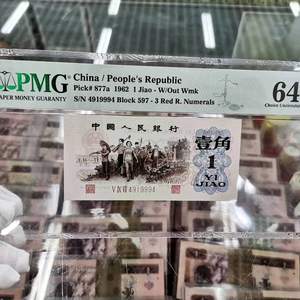 PMG
PAPER MONEY GUARANTY
China / People's Republic
Pick# 877a 1962 1 Jiao - W/Out Wmk
S/N 4919994 Block 597 - 3 Red R. Numerals
64
Choice Uncirculated
中國人民銀行
壹角
1
YI
JIAO
4919994